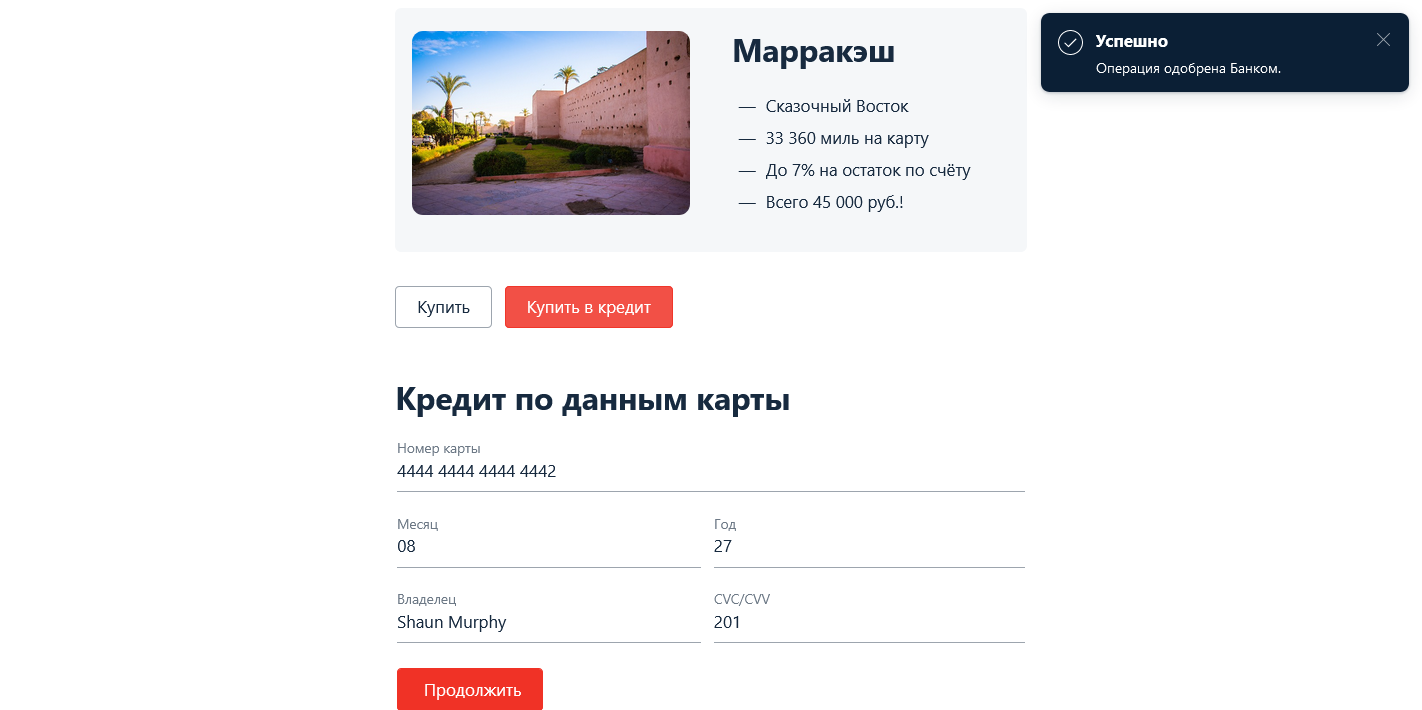 Марракэш
— Сказочный Восток
— 33 360 миль на карту
— До 7% на остаток по счёту
— Всего 45 000 руб.!
Успешно
Операция одобрена Банком.
Купить
Купить в кредит
Кредит по данным карты
Номер карты
4444 4444 4444 4442
Месяц
08
Год
27
Владелец
Shaun Murphy
CVC/CVV
201
Продолжить